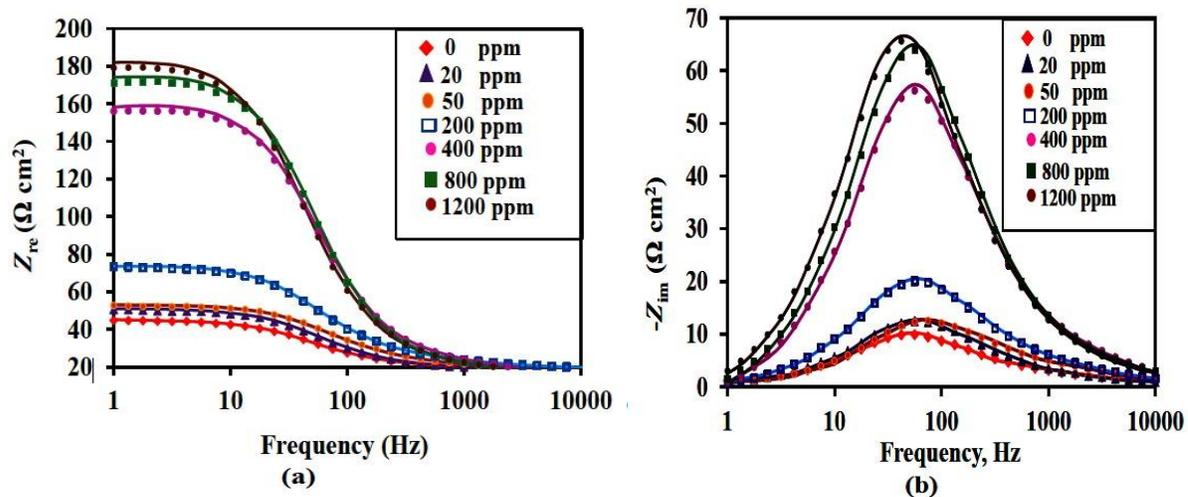 200
180
160
140
120
100
80
60
40
20
Zre (Ω cm²)
0 ppm
20 ppm
50 ppm
200 ppm
400 ppm
800 ppm
1200 ppm
1 10 100 1000 10000
Frequency (Hz)
(a)
70
60
50
40
30
20
10
0
-Zim (Ω cm²)
0 ppm
20 ppm
50 ppm
200 ppm
400 ppm
800 ppm
1200 ppm
1 10 100 1000 10000
Frequency, Hz
(b)